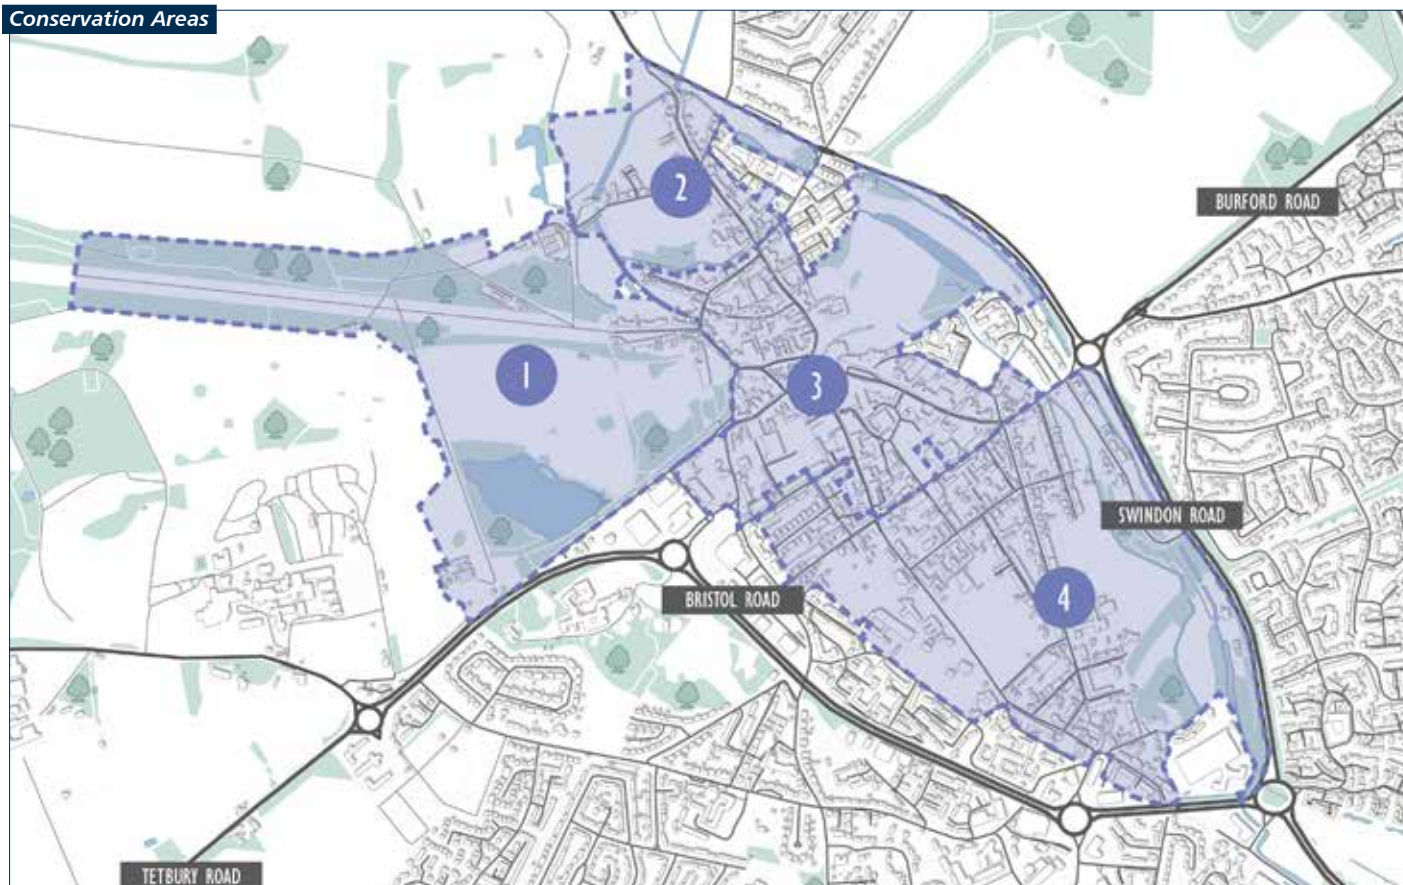 Conservation Areas
2
BURFORD ROAD
1
3
SWINDON ROAD
BRISTOL ROAD
4
TETBURY ROAD